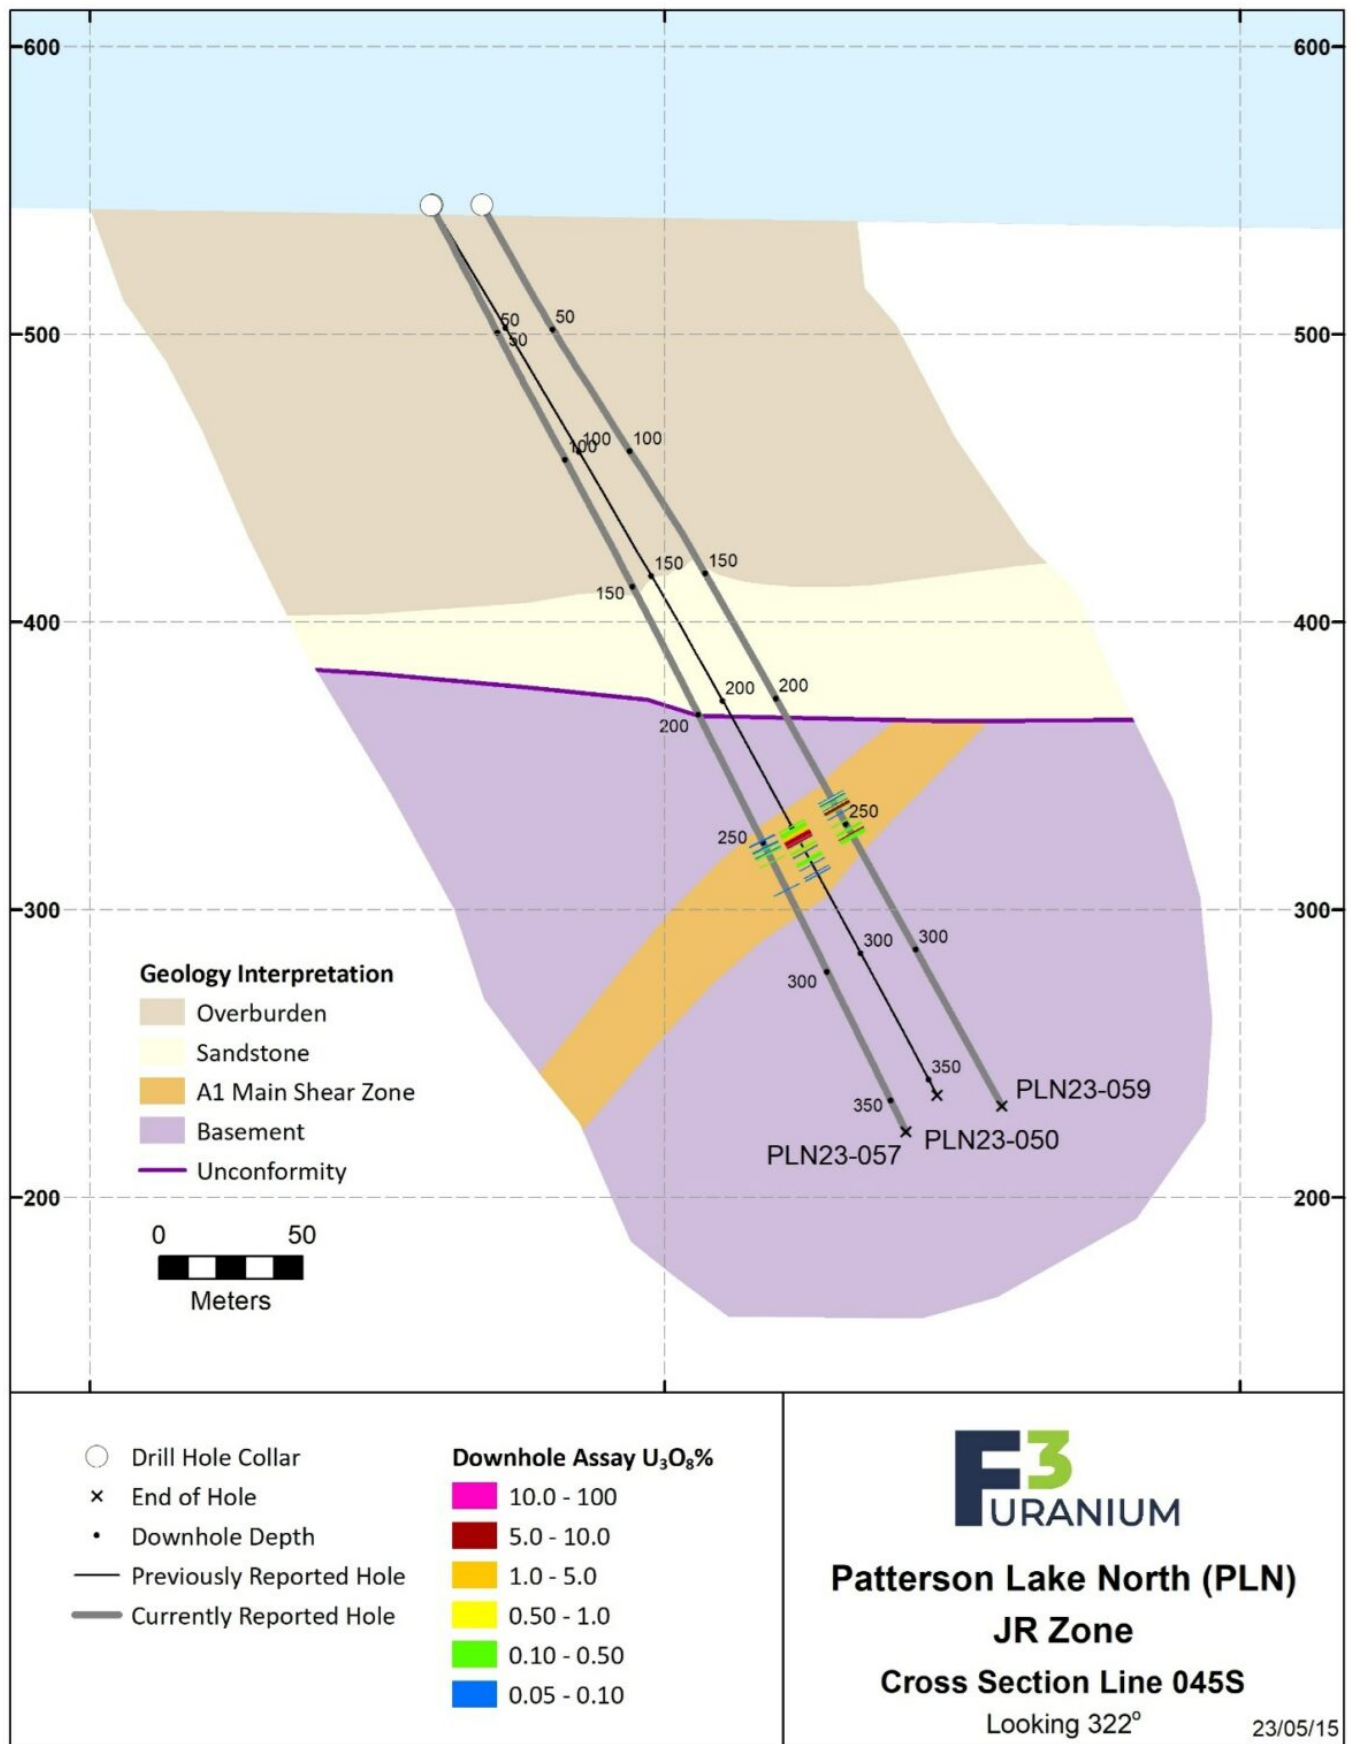 600 600
50 50
50
500 500
100 100
100
150 150
150
400 400
200 200
200
250
250
300 300
300 300
300
350
350
PLN23-059
PLN23-050
PLN23-057
200 200
Geology Interpretation
Overburden
Sandstone
A1 Main Shear Zone
Basement
Unconformity
0 50
Meters
Drill Hole Collar
End of Hole
Downhole Depth
Previously Reported Hole
Currently Reported Hole
Downhole Assay U₃O₈%
10.0 - 100
5.0 - 10.0
1.0 - 5.0
0.50 - 1.0
0.10 - 0.50
0.05 - 0.10
F3
URANIUM
Patterson Lake North (PLN)
JR Zone
Cross Section Line 045S
Looking 322°
23/05/15